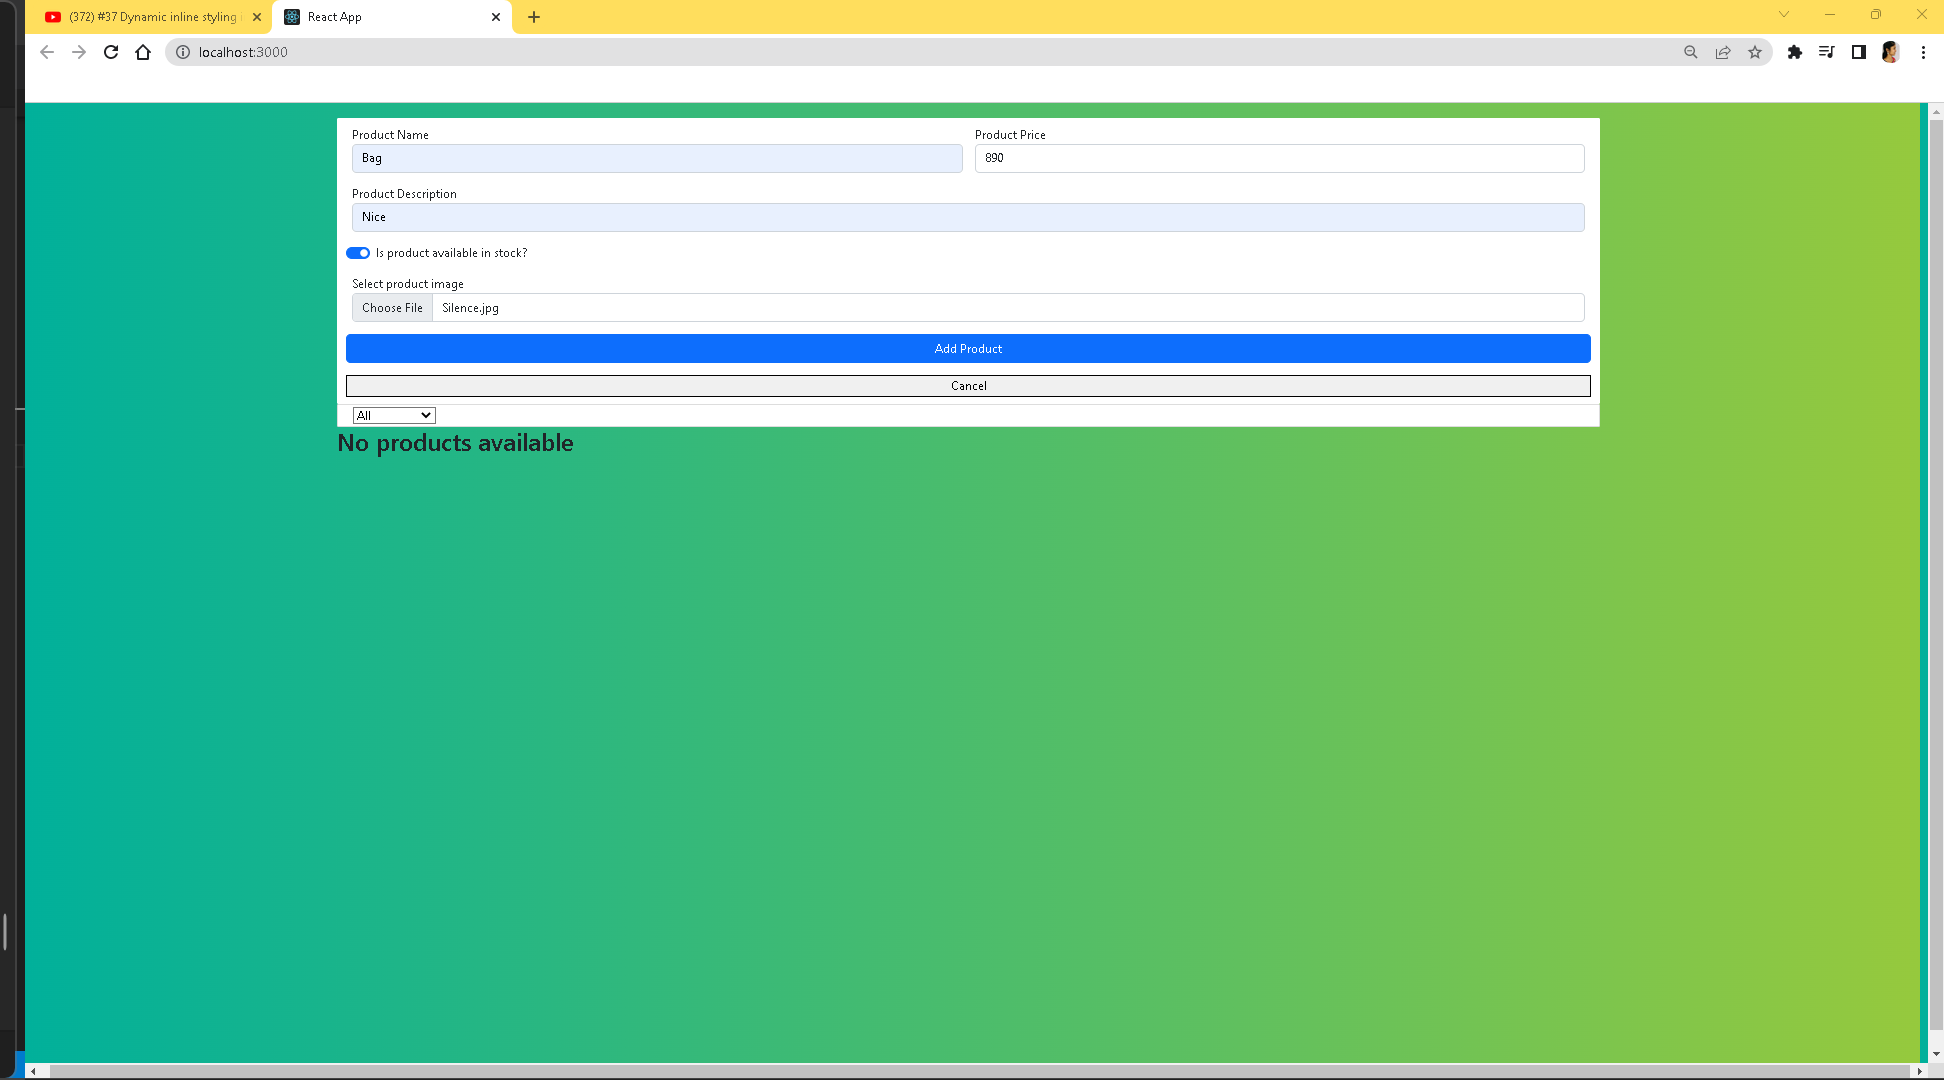 (372) #37 Dynamic inline styling
React App
localhost:3000
Product Name
Product Price
Bag
890
Product Description
Nice
Is product available in stock?
Select product image
Choose File
Silence.jpg
Add Product
Cancel
All
No products available